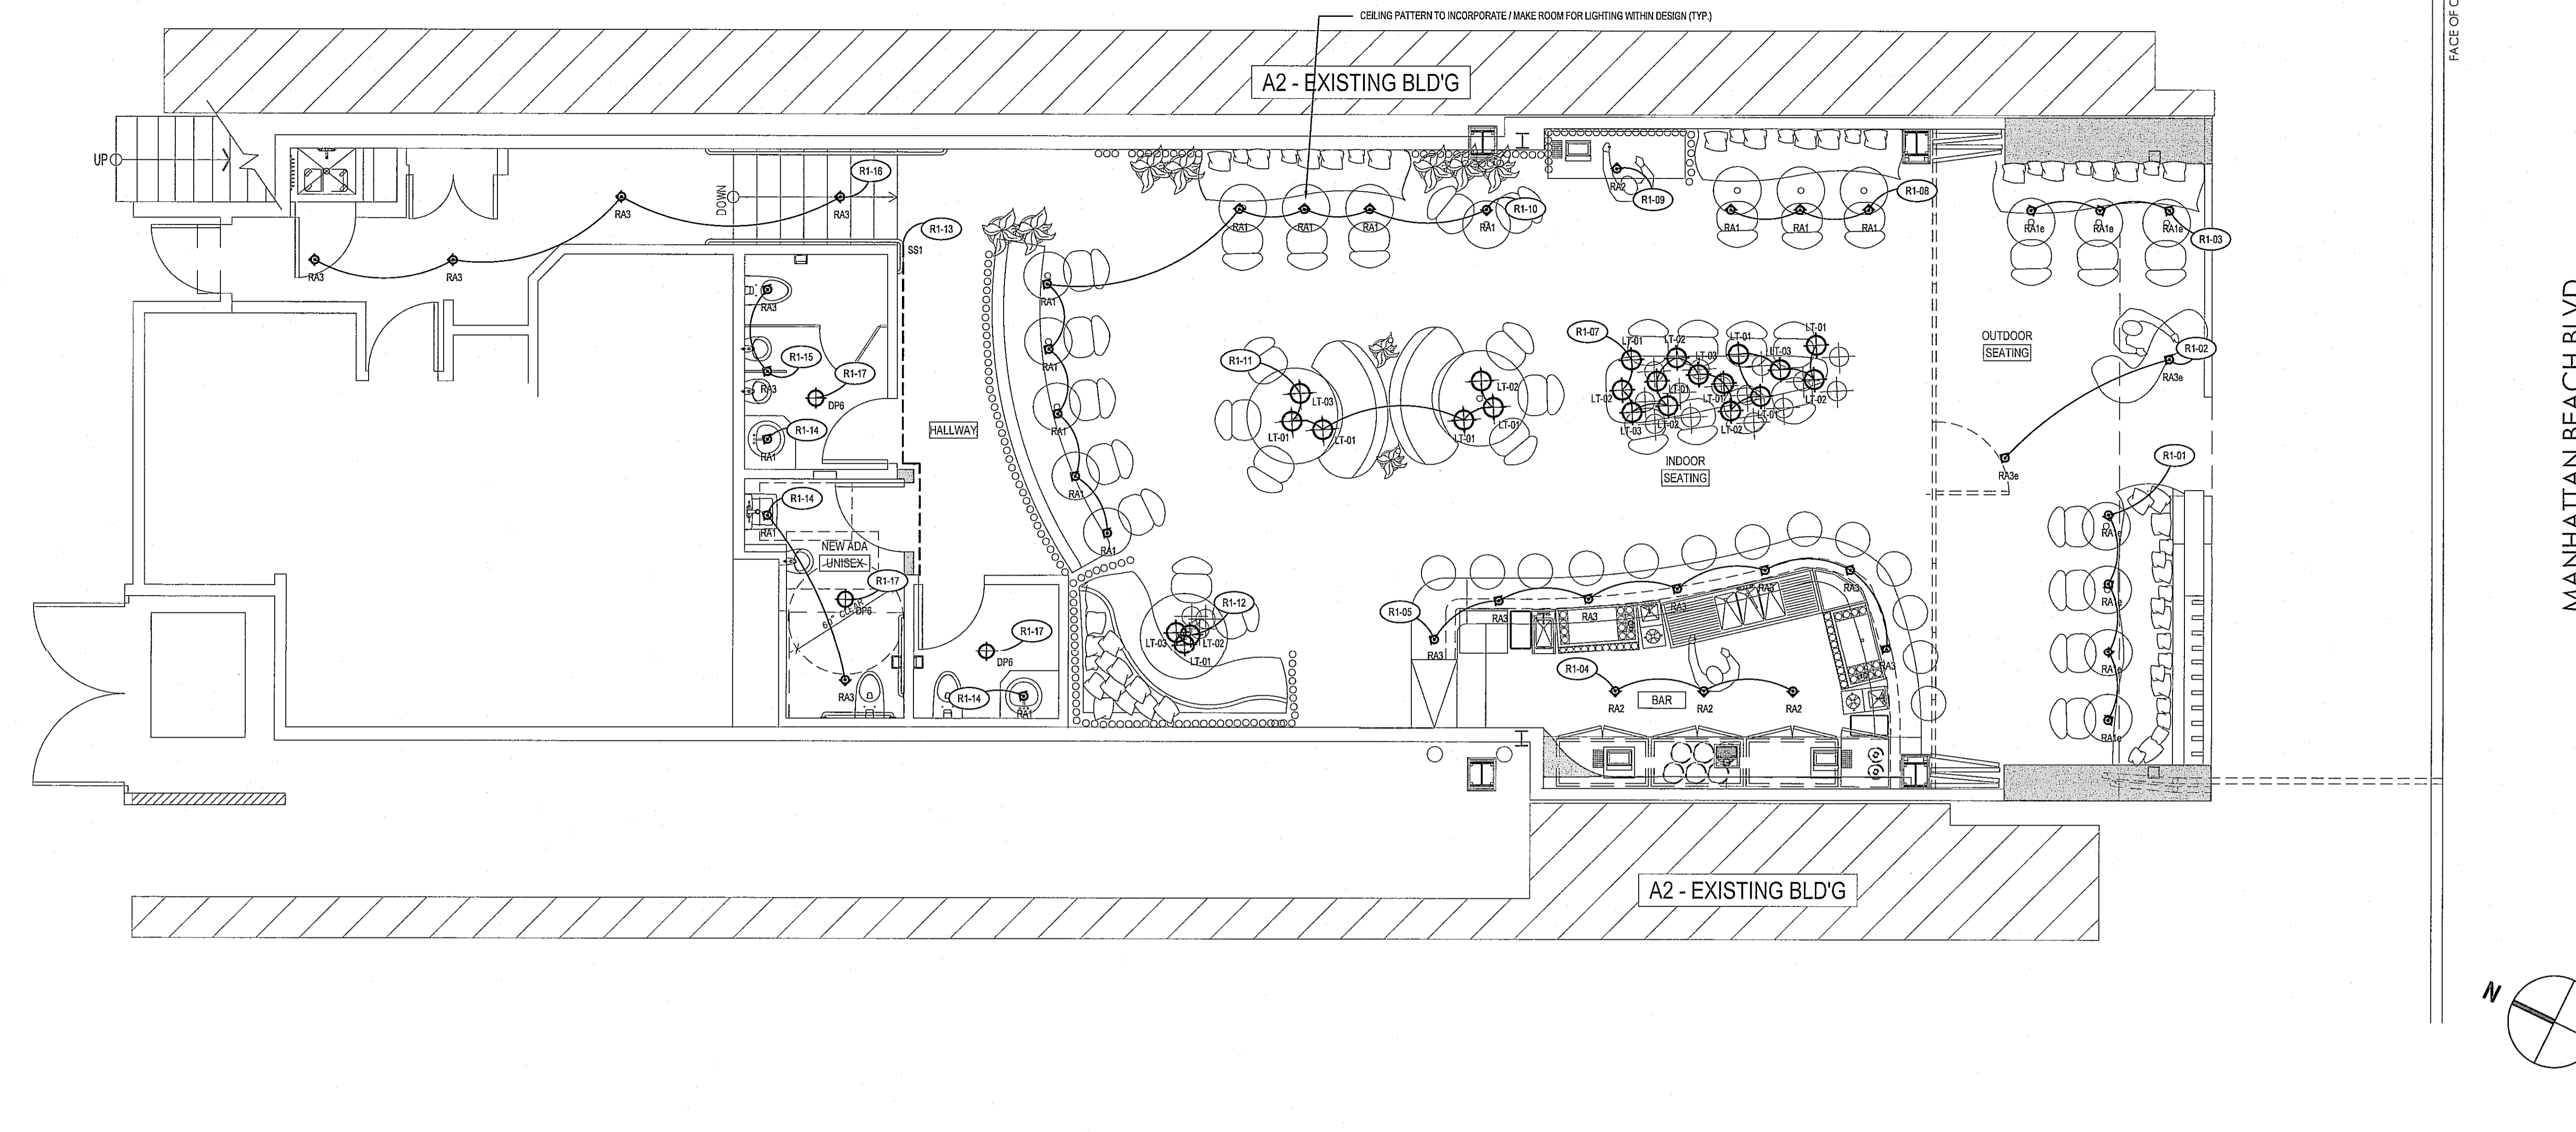 CEILING PATTERN TO INCORPORATE / MAKE ROOM FOR LIGHTING WITHIN DESIGN (TYP.)
FACE OF C
A2 - EXISTING BLD'G
UP
DOWN
R1-16
RA3
RA3
R1-13
SS1
RA3
RA3
RA1
RA1
RA1
RA1
R1-10
RA2
R1-09
RA1
RA1
RA1
R1-08
RA1e
RA1e
RA1e
R1-03
RA3
R1-15
RA3
R1-17
DP6
R1-14
RA1
HALLWAY
RA1
RA1
RA1
RA1
RA1
R1-11
LT-03
LT-01
LT-01
LT-02
LT-01
LT-01
R1-07
LT-01
LT-02
LT-03
LT-01
LT-03
LT-01
LT-02
LT-01
LT-01
LT-02
LT-03
LT-02
LT-02
LT-01
INDOOR
SEATING
OUTDOOR
SEATING
R1-02
RA3e
RA3e
R1-01
RA1e
RA1e
RA1e
RA1e
MANHATTAN BEACH BLVD
R1-14
RA1
NEW ADA
UNISEX
R1-17
DP6
60" CLEAR
RA3
R1-17
DP6
R1-14
RA1
R1-12
LT-03
LT-02
LT-01
R1-05
RA3
RA3
RA3
RA3
RA3
RA3
RA3
R1-04
RA2
BAR
RA2
RA2
A2 - EXISTING BLD'G
N